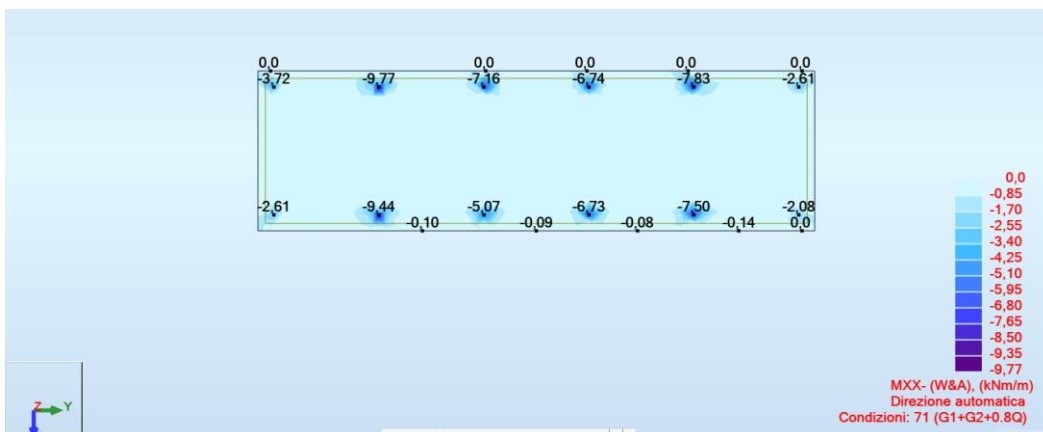 0,0 0,0 0,0 0,0 0,0
-3,72 -9,77 -7,16 -6,74 -7,83 -2,61
-2,61 -9,44 -5,07 -6,73 -7,50 -2,08
-0,10 -0,09 -0,08 -0,14 0,0
0,0
-0,85
-1,70
-2,55
-3,40
-4,25
-5,10
-5,95
-6,80
-7,65
-8,50
-9,35
-9,77
MXX- (W&A), (kNm/m)
Direzione automatica
Condizioni: 71 (G1+G2+0.8Q)
Z Y